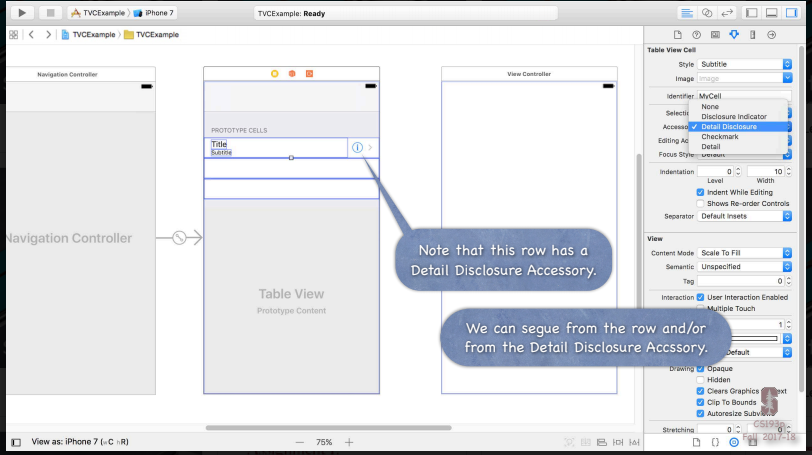 TVCExample
iPhone 7
TVCExample: Ready
TVCExample
TVCExample
Navigation Controller
View Controller
PROTOTYPE CELLS
Title
Subtitle
Navigation Controller
Table View
Prototype Content
Note that this row has a
Detail Disclosure Accessory.
We can segue from the row and/or
from the Detail Disclosure Accssory.
View as: iPhone 7 (wC hR)
75%
Table View Cell
Style Subtitle
Image Image
Identifier MyCell
Selectio
None
Disclosure Indicator
Accesso ✓ Detail Disclosure
Checkmark
Editing Ac
Detail
Focus Style Default
Indentation 0 10
Level Width
Indent While Editing
Shows Re-order Controls
Separator Default Insets
View
Content Mode Scale To Fill
Semantic Unspecified
Tag 0
Interaction User Interaction Enabled
Multiple Touch
1
Default
Drawing Opaque
Hidden
Clears Graphics ext
Clip To Bounds
Autoresize Subvi
Stretching 0 0
CS193p
Fall 2017-18